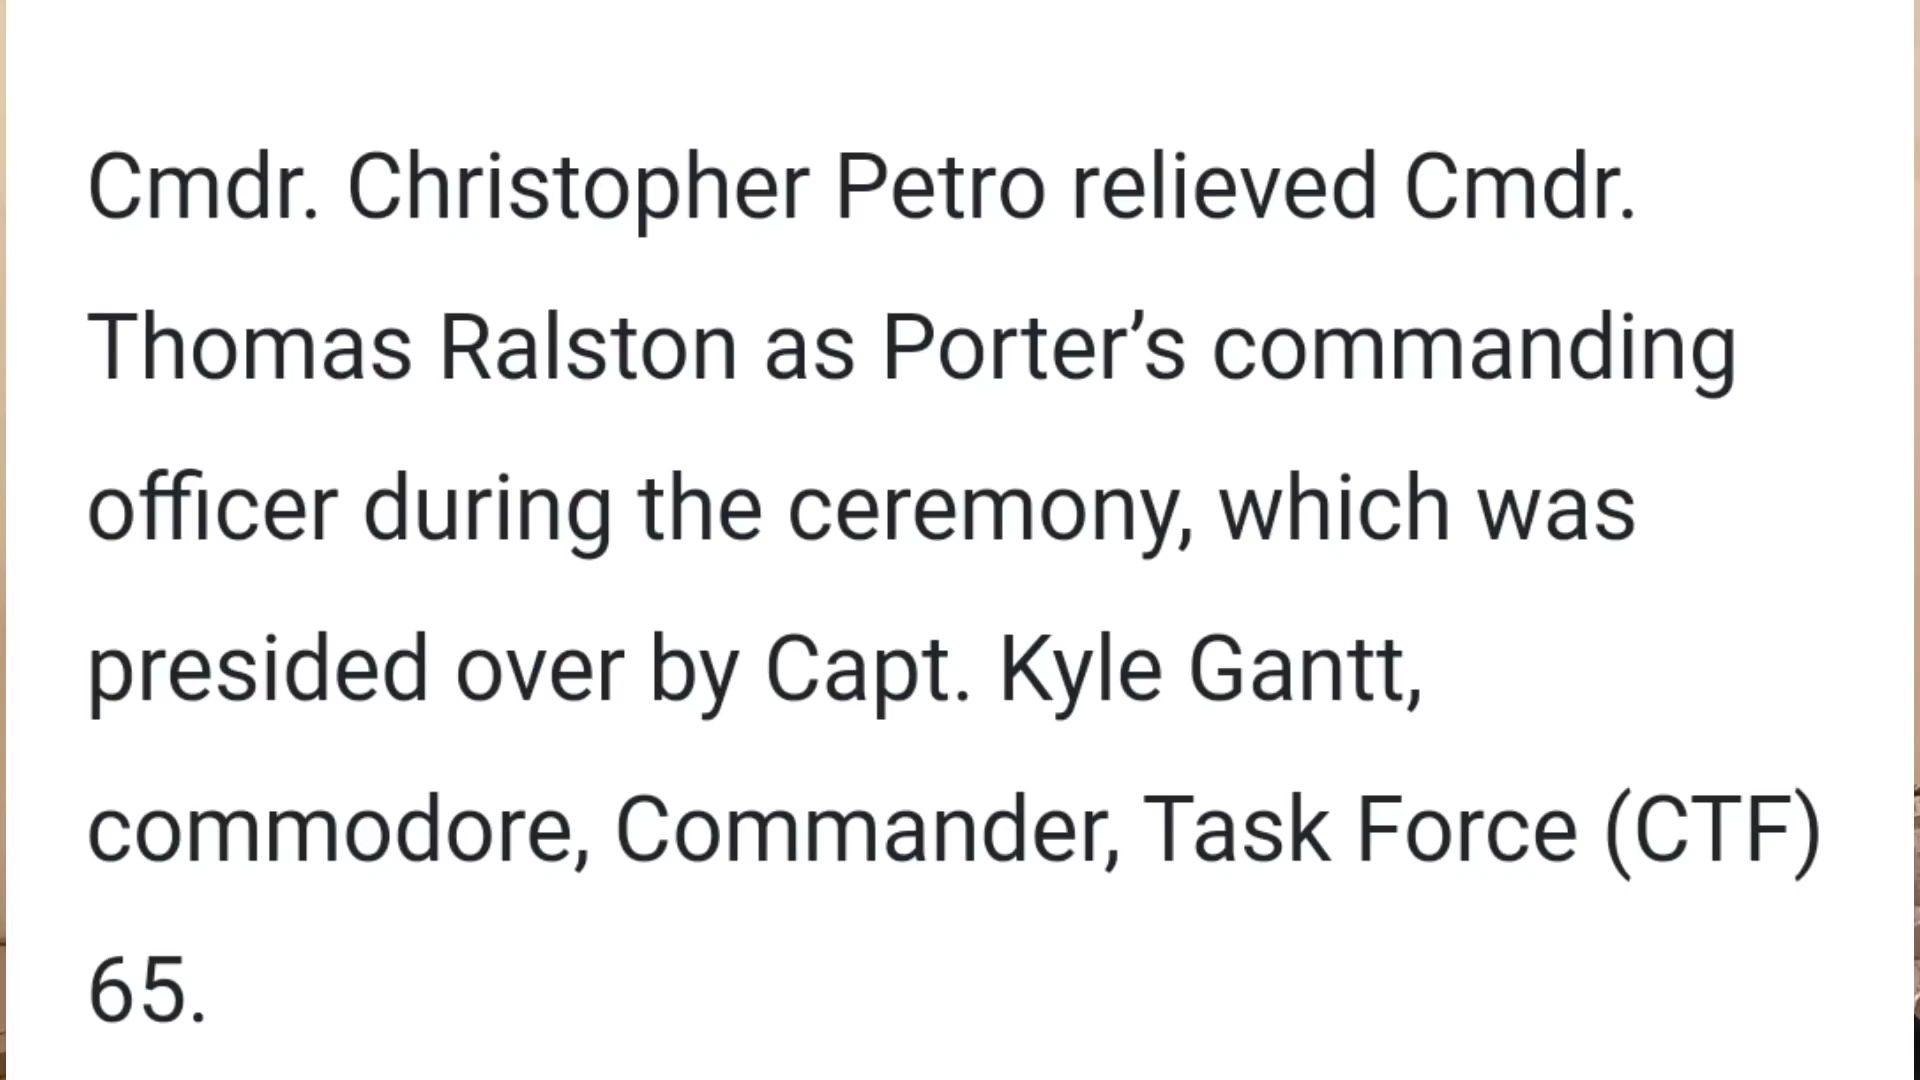 Cmdr. Christopher Petro relieved Cmdr.
Thomas Ralston as Porter’s commanding
officer during the ceremony, which was
presided over by Capt. Kyle Gantt,
commodore, Commander, Task Force (CTF)
65.